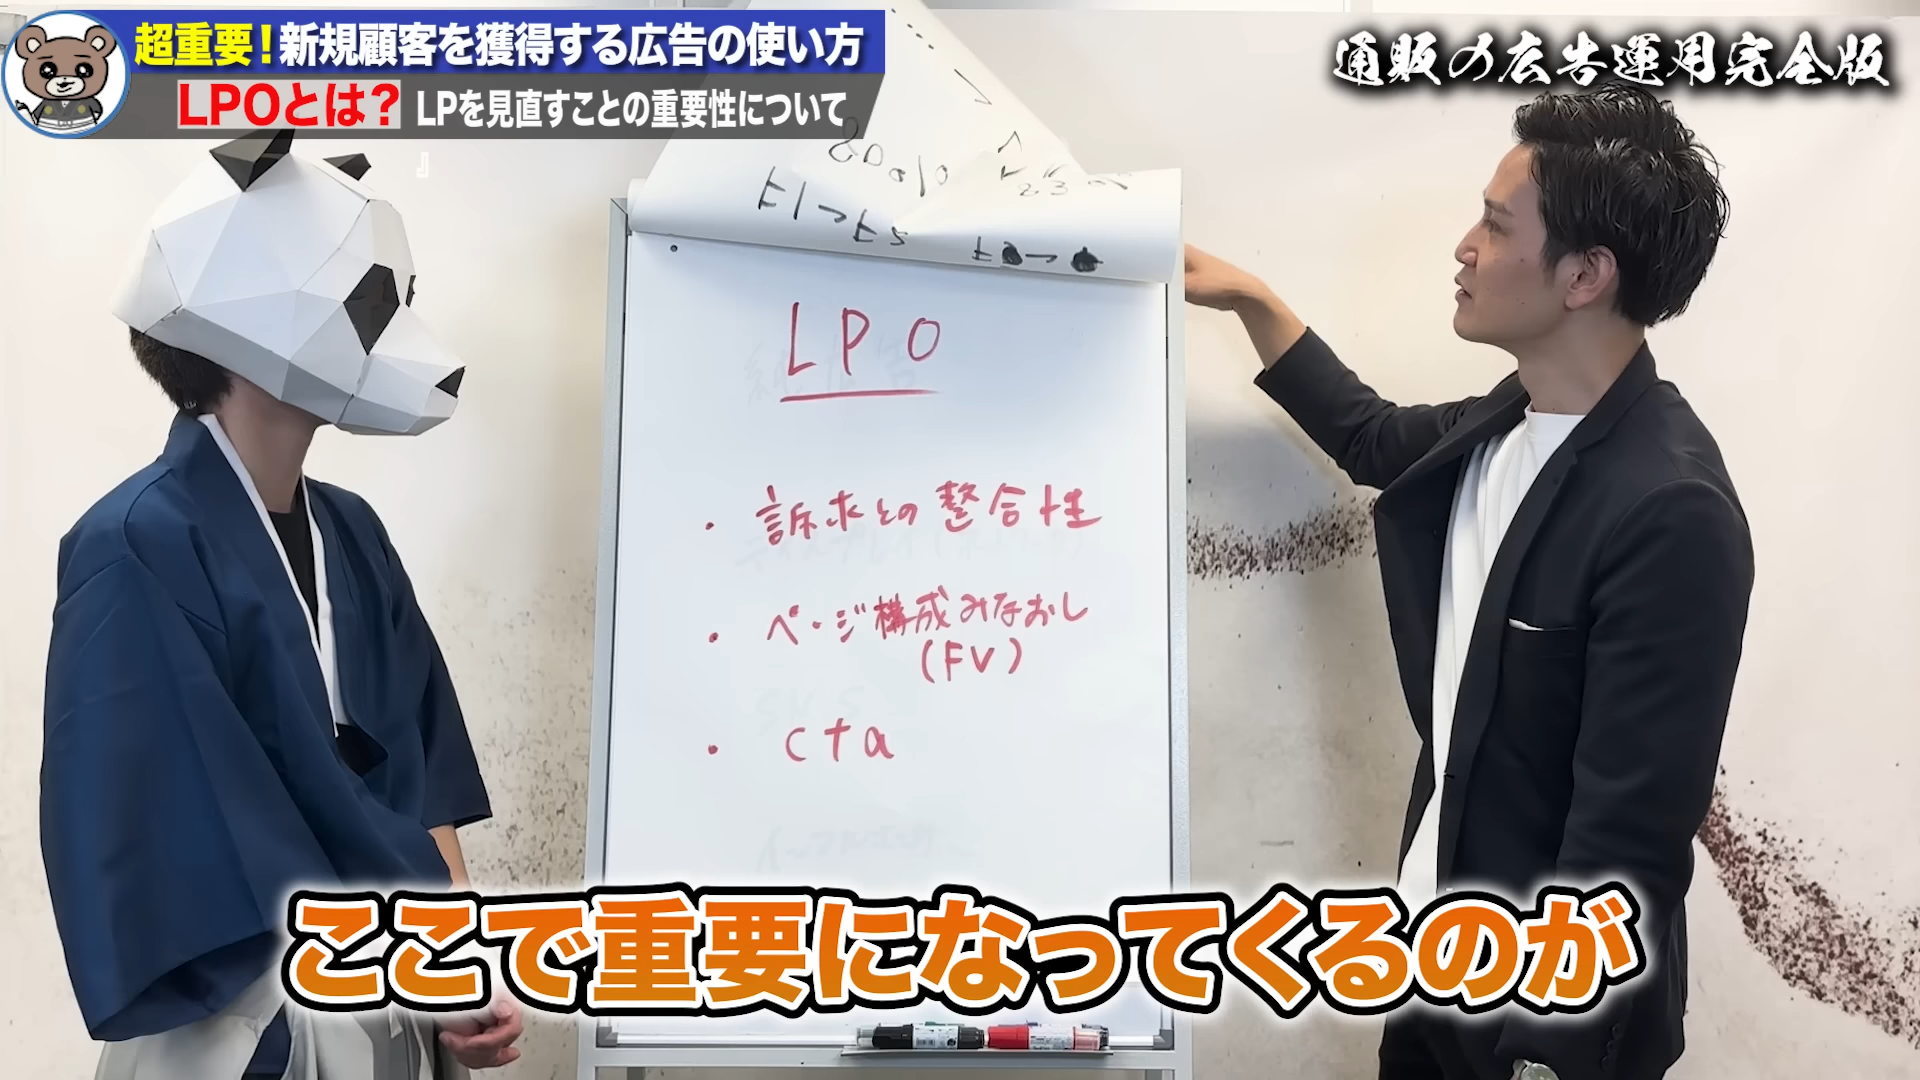 超重要！新規顧客を獲得する広告の使い方
LPOとは？ LPを見直すことの重要性について
通販の広告運用完全版
』
80%
LPO
・訴求との整合性
・ページ構成みなおし
(FV)
・cta
ここで重要になってくるのが